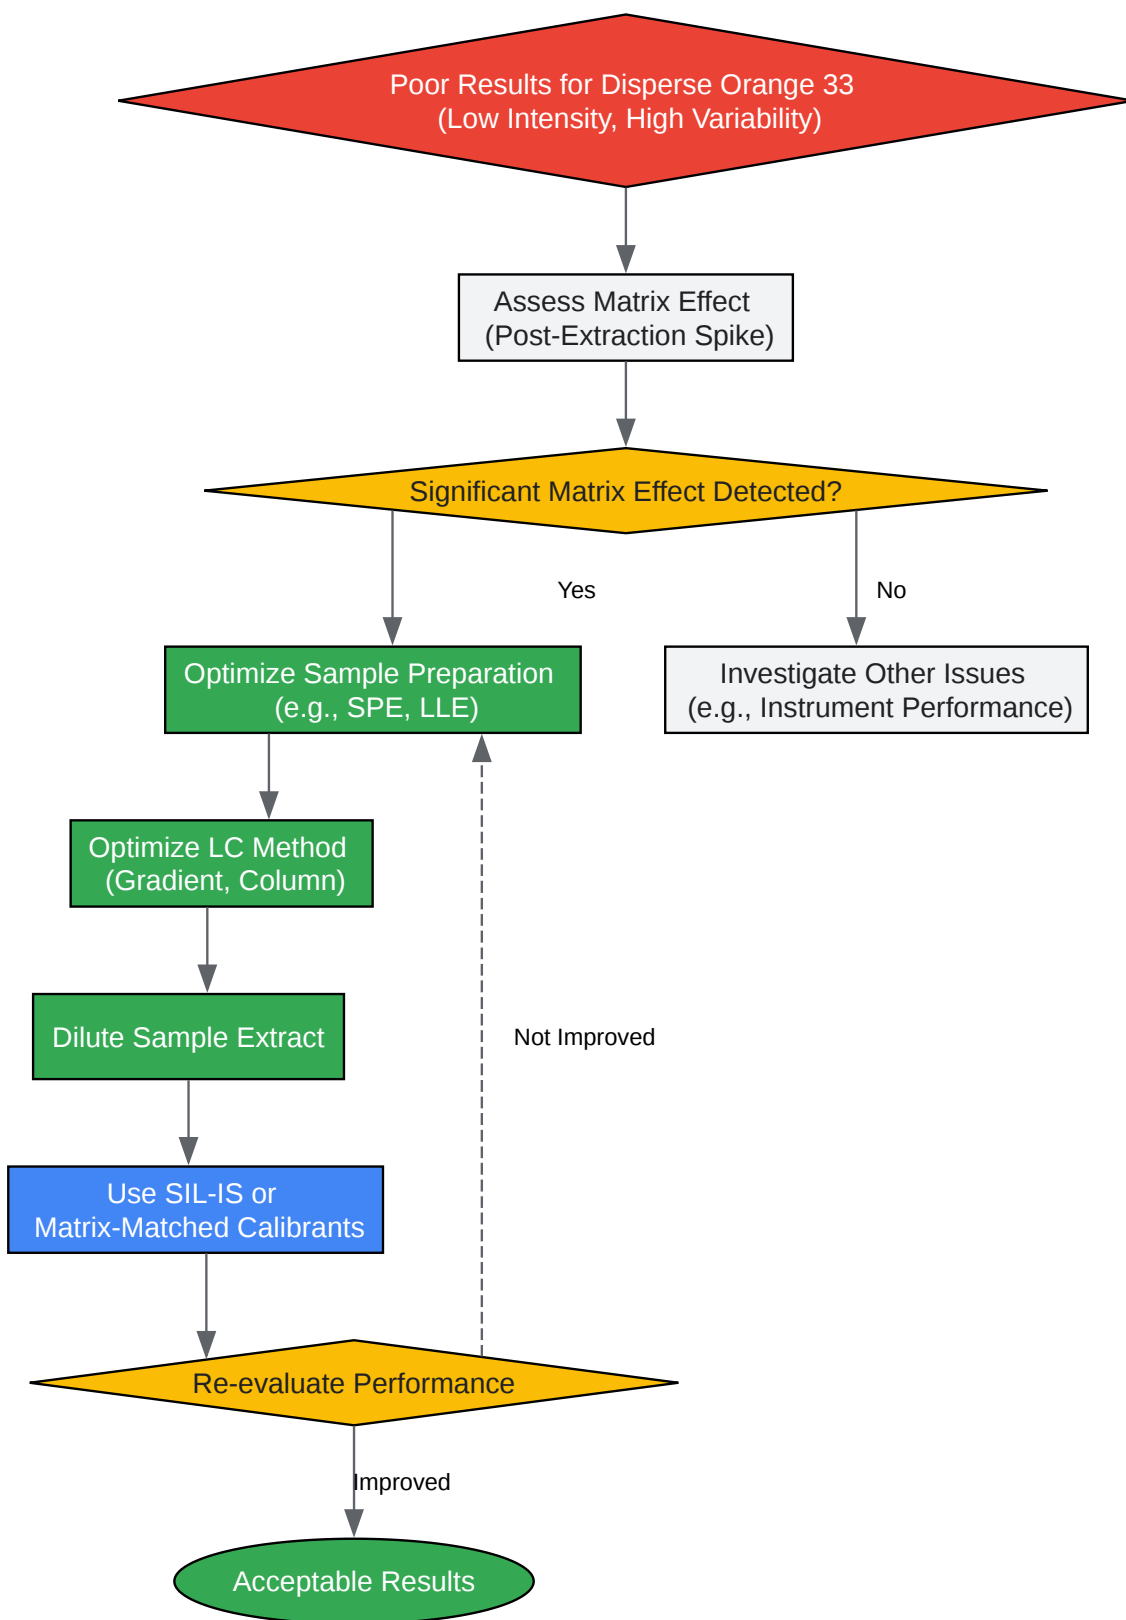 Poor Results for Disperse Orange 33
(Low Intensity, High Variability)
Assess Matrix Effect
(Post-Extraction Spike)
Significant Matrix Effect Detected?
Yes
No
Optimize Sample Preparation
(e.g., SPE, LLE)
Investigate Other Issues
(e.g., Instrument Performance)
Optimize LC Method
(Gradient, Column)
Dilute Sample Extract
Not Improved
Use SIL-IS or
Matrix-Matched Calibrants
Re-evaluate Performance
Improved
Acceptable Results